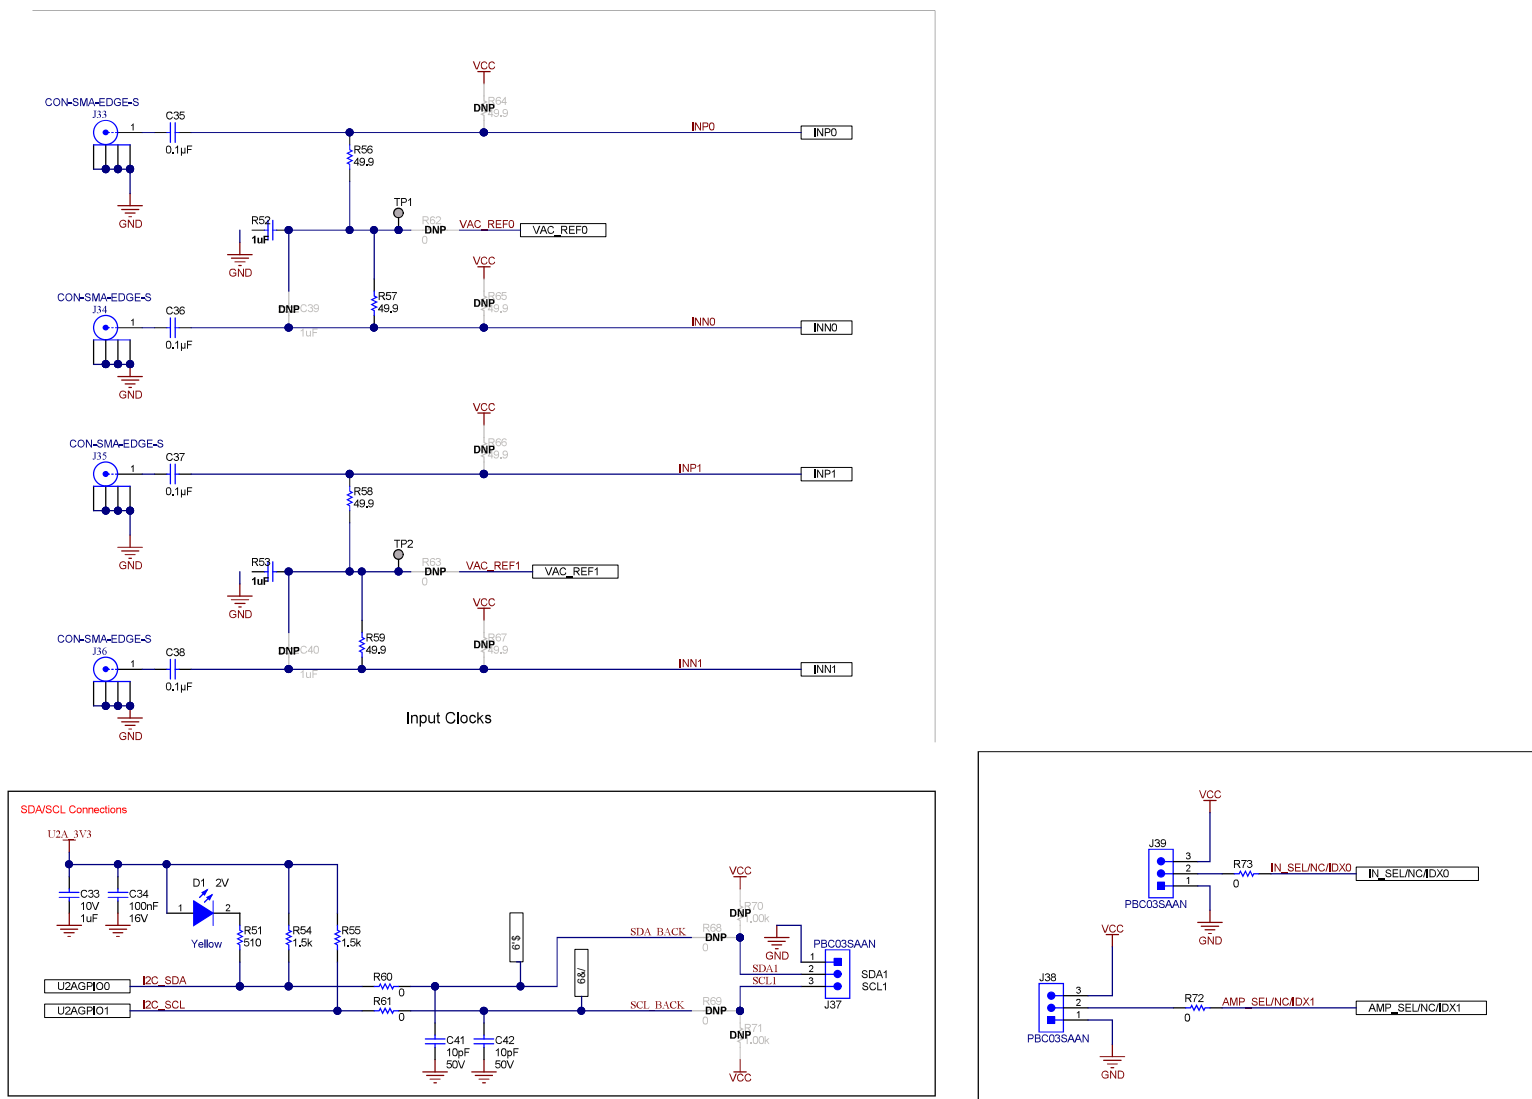 VCC
R64
DNP
49.9
CON-SMA-EDGE-S
J33
1
C35
0.1µF
INP0
INP0
R56
49.9
GND
R52
1uF
GND
TP1
R62
DNP
0
VAC_REF0
VAC_REF0
VCC
R65
DNP
49.9
R57
49.9
DNP C39
1uF
CON-SMA-EDGE-S
J34
1
C36
0.1µF
INN0
INN0
GND
VCC
R66
DNP
49.9
CON-SMA-EDGE-S
J35
1
C37
0.1µF
INP1
INP1
R58
49.9
GND
R53
1uF
GND
TP2
R63
DNP
0
VAC_REF1
VAC_REF1
VCC
R67
DNP
49.9
R59
49.9
DNP C40
1uF
CON-SMA-EDGE-S
J36
1
C38
0.1µF
INN1
INN1
GND
Input Clocks
SDA/SCL Connections
U2A_3V3
C33
10V
1uF
C34
100nF
16V
D1 2V
1
2
Yellow
R51
510
R54
1.5k
R55
1.5k
U2AGPIO0
I2C_SDA
U2AGPIO1
I2C_SCL
R60
0
R61
0
6'$
6&/
C41
10pF
50V
C42
10pF
50V
SDA_BACK
SCL_BACK
VCC
R70
DNP
1.00k
R68
DNP
0
SDA1
SCL1
R69
DNP
0
R71
DNP
1.00k
VCC
GND
PBC03SAAN
1
2
3
J37
SDA1
SCL1
VCC
J39
3
2
1
PBC03SAAN
R73
0
IN_SEL/NC/IDX0
IN_SEL/NC/IDX0
GND
VCC
J38
3
2
1
PBC03SAAN
R72
0
AMP_SEL/NC/IDX1
AMP_SEL/NC/IDX1
GND